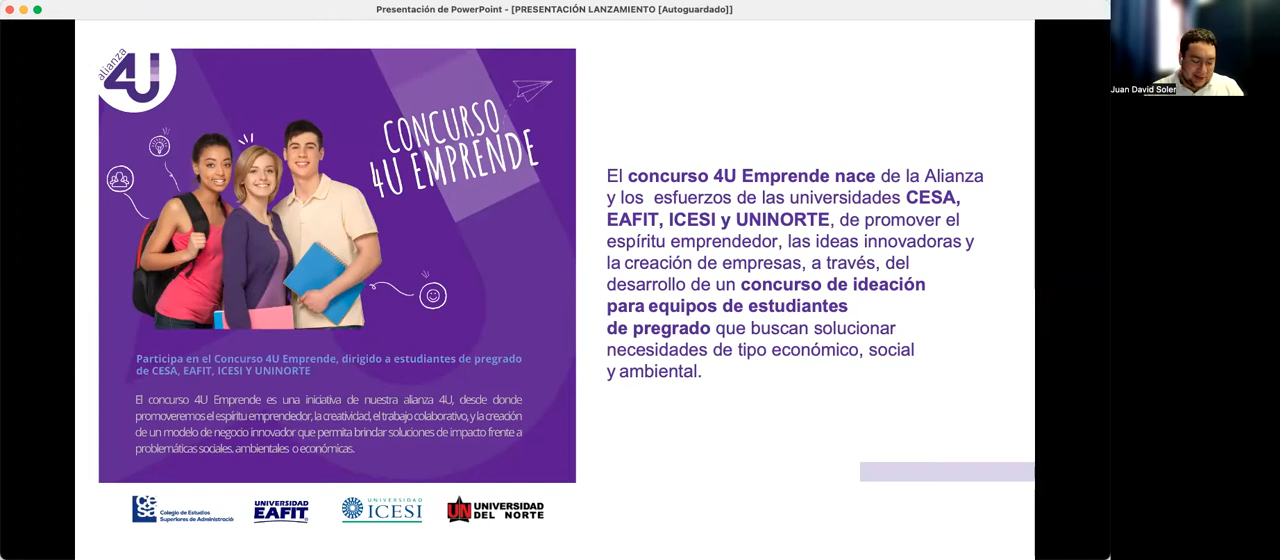 Presentación de PowerPoint - [PRESENTACIÓN LANZAMIENTO [Autoguardado]]
Juan David Soler
alianza
4U
CONCURSO
4U EMPRENDE
Participa en el Concurso 4U Emprende, dirigido a estudiantes de pregrado
de CESA, EAFIT, ICESI Y UNINORTE
El concurso 4U Emprende es una iniciativa de nuestra alianza 4U, desde donde
promoveremos el espíritu emprendedor, la creatividad, el trabajo colaborativo, y la creación
de un modelo de negocio innovador que permita brindar soluciones de impacto frente a
problemáticas sociales, ambientales o económicas.
El concurso 4U Emprende nace de la Alianza
y los esfuerzos de las universidades CESA,
EAFIT, ICESI y UNINORTE, de promover el
espíritu emprendedor, las ideas innovadoras y
la creación de empresas, a través, del
desarrollo de un concurso de ideación
para equipos de estudiantes
de pregrado que buscan solucionar
necesidades de tipo económico, social
y ambiental.
CESA
Colegio de Estudios
Superiores de Administració
UNIVERSIDAD
EAFIT
UNIVERSIDAD
ICESI
UN
UNIVERSIDAD
DEL NORTE